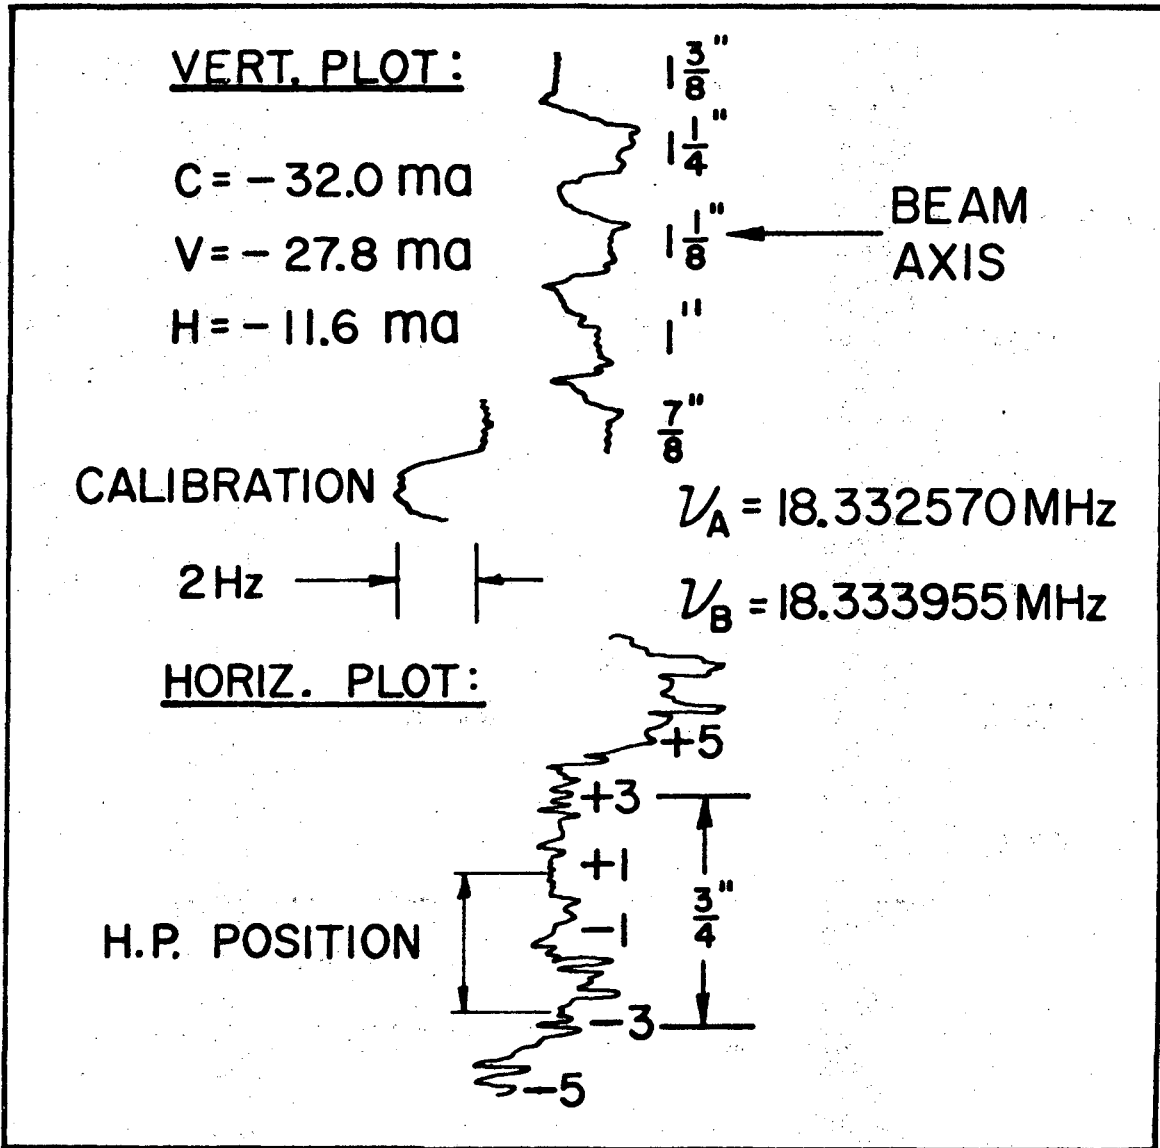 VERT. PLOT:
1 3/8"
1 1/4"
C = - 32.0 ma
BEAM
AXIS
1 1/8"
V = - 27.8 ma
H = - 11.6 ma
1"
7/8"
CALIBRATION
𝜈A = 18.332570 MHz
2 Hz
𝜈B = 18.333955 MHz
HORIZ. PLOT:
+5
+3
+1
3/4"
H.P. POSITION
-1
-3
-5